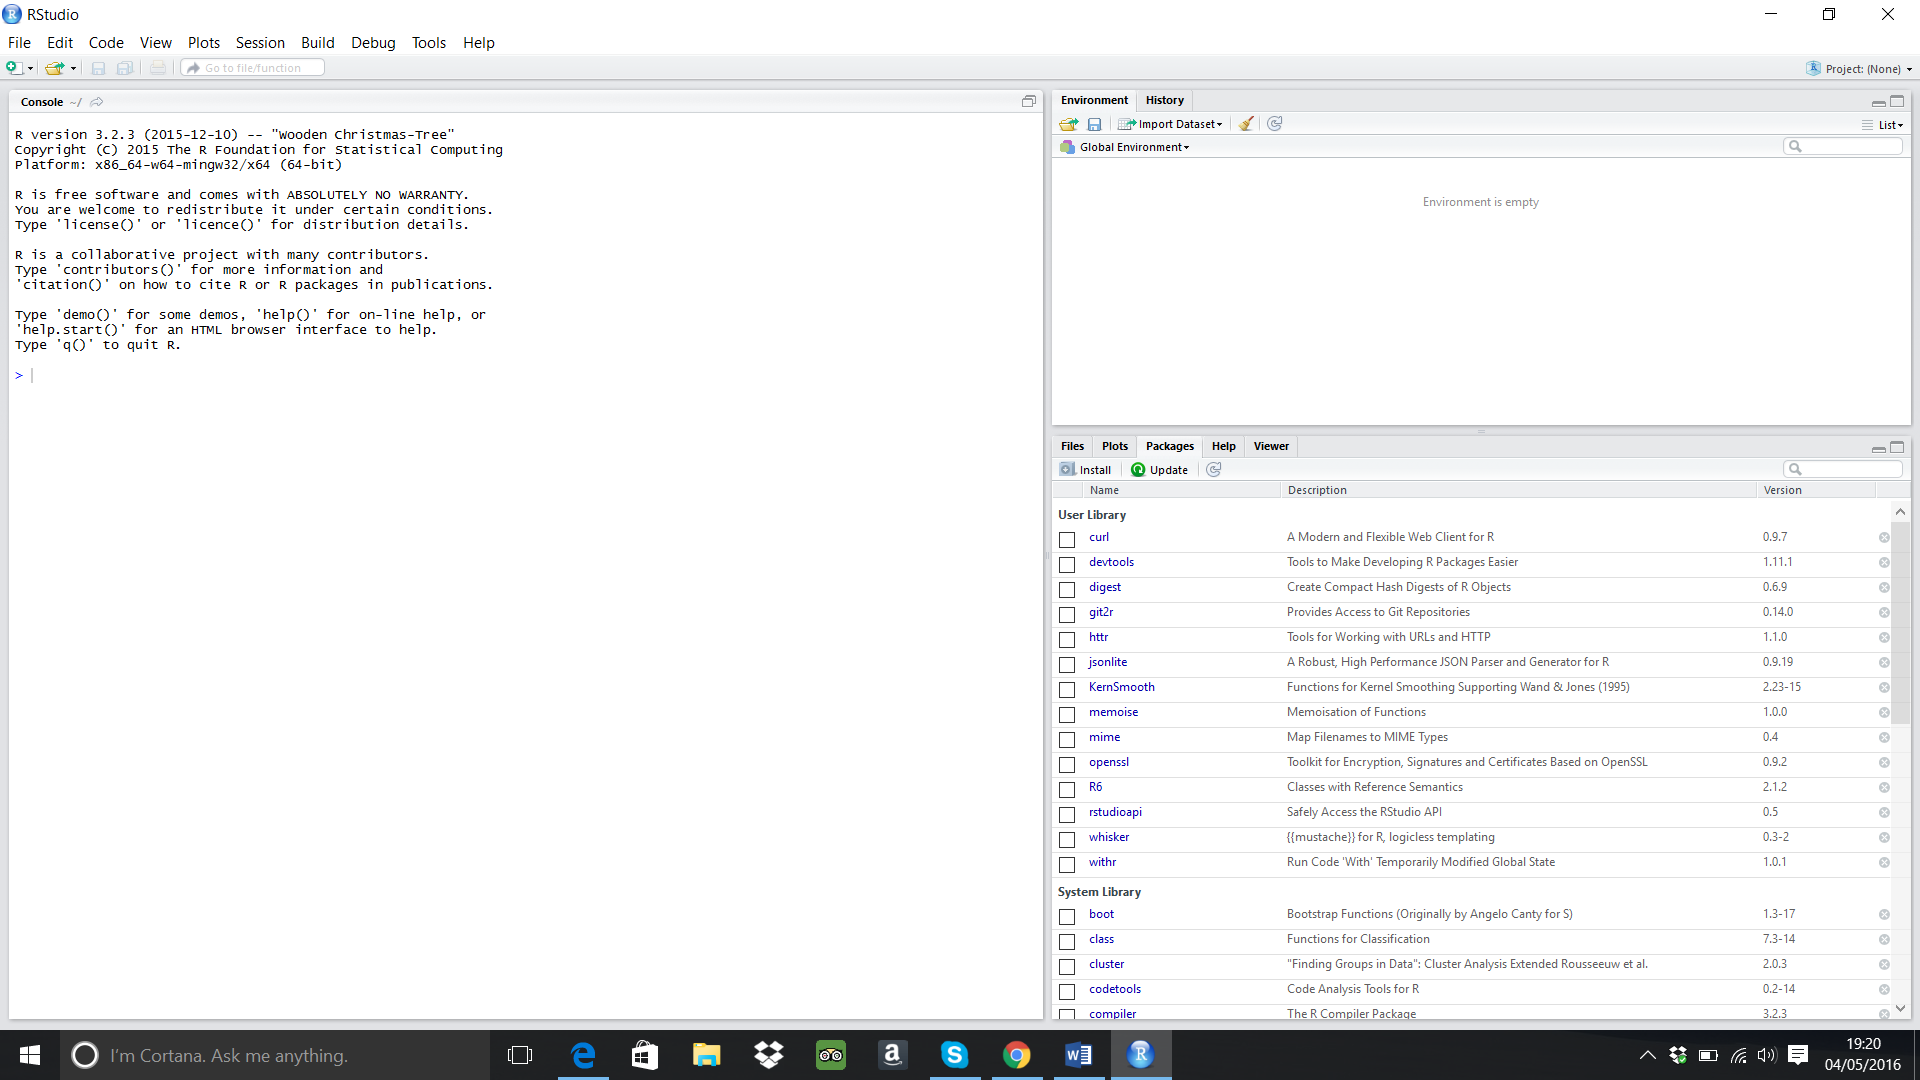 RStudio
File Edit Code View Plots Session Build Debug Tools Help
Go to file/function
Project: (None)
Console ~/
R version 3.2.3 (2015-12-10) -- "Wooden Christmas-Tree"
Copyright (C) 2015 The R Foundation for Statistical Computing
Platform: x86_64-w64-mingw32/x64 (64-bit)
R is free software and comes with ABSOLUTELY NO WARRANTY.
You are welcome to redistribute it under certain conditions.
Type 'license()' or 'licence()' for distribution details.
R is a collaborative project with many contributors.
Type 'contributors()' for more information and
'citation()' on how to cite R or R packages in publications.
Type 'demo()' for some demos, 'help()' for on-line help, or
'help.start()' for an HTML browser interface to help.
Type 'q()' to quit R.
>
Environment History
Import Dataset List
Global Environment
Environment is empty
Files Plots Packages Help Viewer
Install Update
Name Description Version
User Library
curl A Modern and Flexible Web Client for R 0.9.7
devtools Tools to Make Developing R Packages Easier 1.11.1
digest Create Compact Hash Digests of R Objects 0.6.9
git2r Provides Access to Git Repositories 0.14.0
httr Tools for Working with URLs and HTTP 1.1.0
jsonlite A Robust, High Performance JSON Parser and Generator for R 0.9.19
KernSmooth Functions for Kernel Smoothing Supporting Wand & Jones (1995) 2.23-15
memoise Memoisation of Functions 1.0.0
mime Map Filenames to MIME Types 0.4
openssl Toolkit for Encryption, Signatures and Certificates Based on OpenSSL 0.9.2
R6 Classes with Reference Semantics 2.1.2
rstudioapi Safely Access the RStudio API 0.5
whisker {{mustache}} for R, logicless templating 0.3-2
withr Run Code 'With' Temporarily Modified Global State 1.0.1
System Library
boot Bootstrap Functions (Originally by Angelo Canty for S) 1.3-17
class Functions for Classification 7.3-14
cluster "Finding Groups in Data": Cluster Analysis Extended Rousseeuw et al. 2.0.3
codetools Code Analysis Tools for R 0.2-14
compiler The R Compiler Package 3.2.3
I'm Cortana. Ask me anything.
19:20
04/05/2016